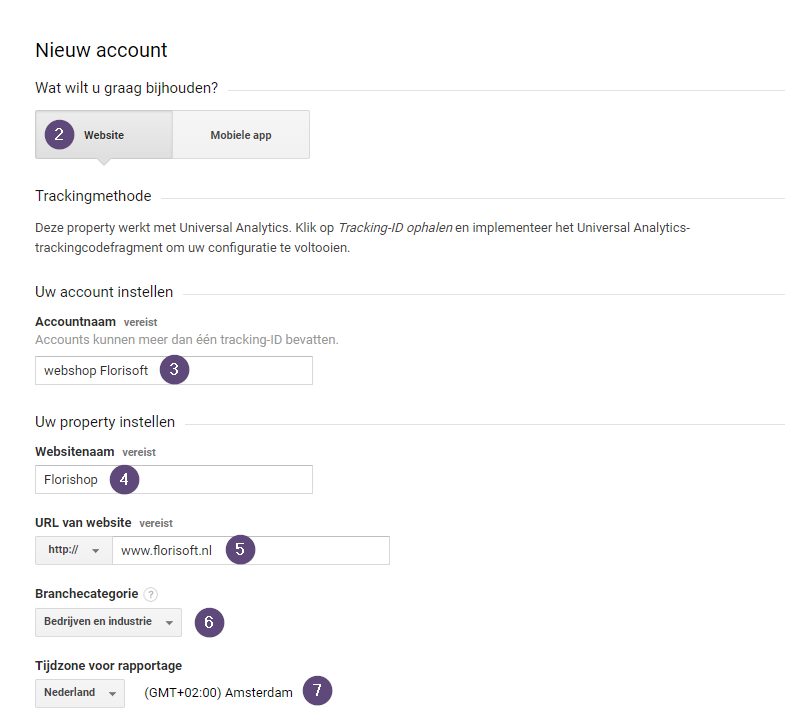 Nieuw account
Wat wilt u graag bijhouden?
2 Website Mobiele app
Trackingmethode
Deze property werkt met Universal Analytics. Klik op Tracking-ID ophalen en implementeer het Universal Analytics-
trackingcodefragment om uw configuratie te voltooien.
Uw account instellen
Accountnaam vereist
Accounts kunnen meer dan één tracking-ID bevatten.
webshop Florisoft 3
Uw property instellen
Websitenaam vereist
Florishop 4
URL van website vereist
http:// www.florisoft.nl 5
Branchecategorie ?
Bedrijven en industrie 6
Tijdzone voor rapportage
Nederland (GMT+02:00) Amsterdam 7